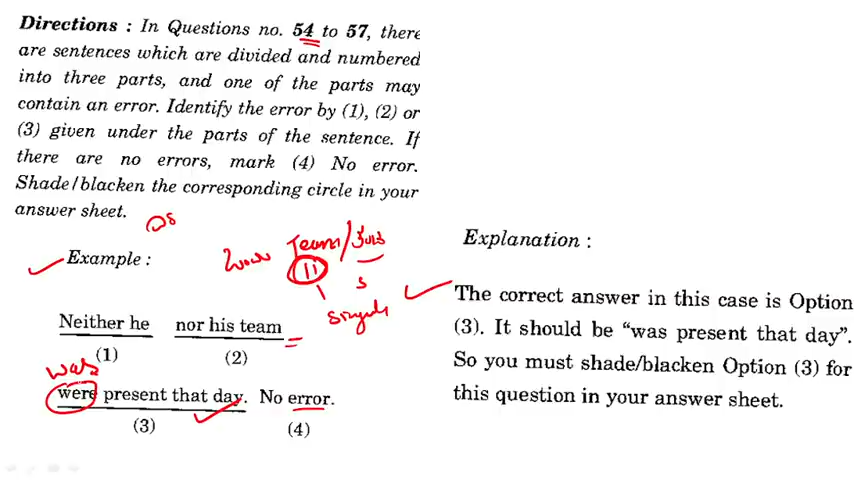 Directions : In Questions no. 54 to 57, there
are sentences which are divided and numbered
into three parts, and one of the parts may
contain an error. Identify the error by (1), (2) or
(3) given under the parts of the sentence. If
there are no errors, mark (4) No error.
Shade/blacken the corresponding circle in your
answer sheet.
Example :
Team/
11
Neither he nor his team
(1) (2)
was
were present that day. No error.
(3) (4)
Explanation :
The correct answer in this case is Option
(3). It should be “was present that day”.
So you must shade/blacken Option (3) for
this question in your answer sheet.